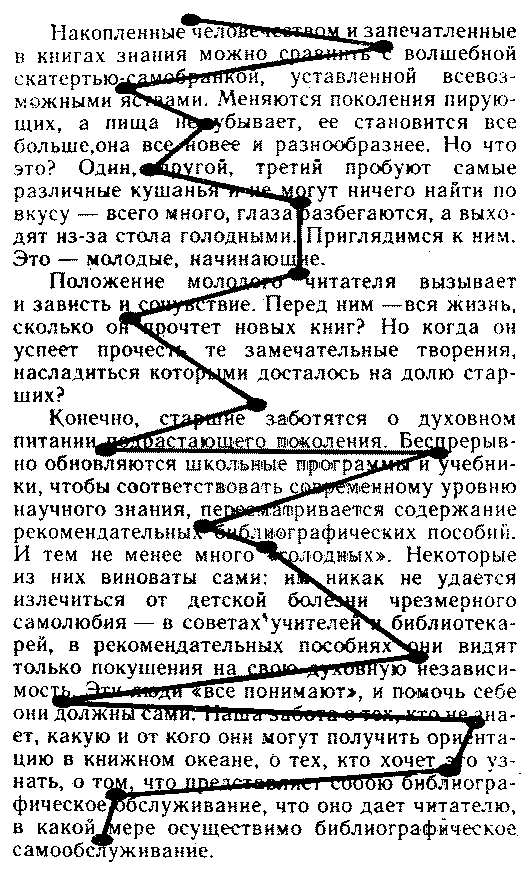 Накопленные человечеством и запечатленные
в книгах знания можно сравнить с волшебной
скатертью-самобранкой, уставленной всевоз-
можными яствами. Меняются поколения пирую-
щих, а пища не убывает, ее становится все
больше,она все новее и разнообразнее. Но что
это? Один, другой, третий пробуют самые
различные кушанья и не могут ничего найти по
вкусу — всего много, глаза разбегаются, а выхо-
дят из-за стола голодными. Приглядимся к ним.
Это — молодые, начинающие.
Положение молодого читателя вызывает
и зависть и сочувствие. Перед ним —вся жизнь,
сколько он прочтет новых книг? Но когда он
успеет прочесть те замечательные творения,
насладиться которыми досталось на долю стар-
ших?
Конечно, старшие заботятся о духовном
питании подрастающего поколения. Беспрерыв-
но обновляются школьные программы и учебни-
ки, чтобы соответствовать современному уровню
научного знания, пересматривается содержание
рекомендательных библиографических пособий.
И тем не менее много «голодных». Некоторые
из них виноваты сами: им никак не удается
излечиться от детской болезни чрезмерного
самолюбия — в советах учителей и библиотека-
рей, в рекомендательных пособиях они видят
только покушения на свою духовную независи-
мость. Эти люди «все понимают», и помочь себе
они должны сами. Наша забота о тех, кто не зна-
ет, какую и от кого они могут получить ориента-
цию в книжном океане, о тех, кто хочет это уз-
нать, о том, что представляет собою библиогра-
фическое обслуживание, что оно дает читателю,
в какой мере осуществимо библиографическое
самообслуживание.